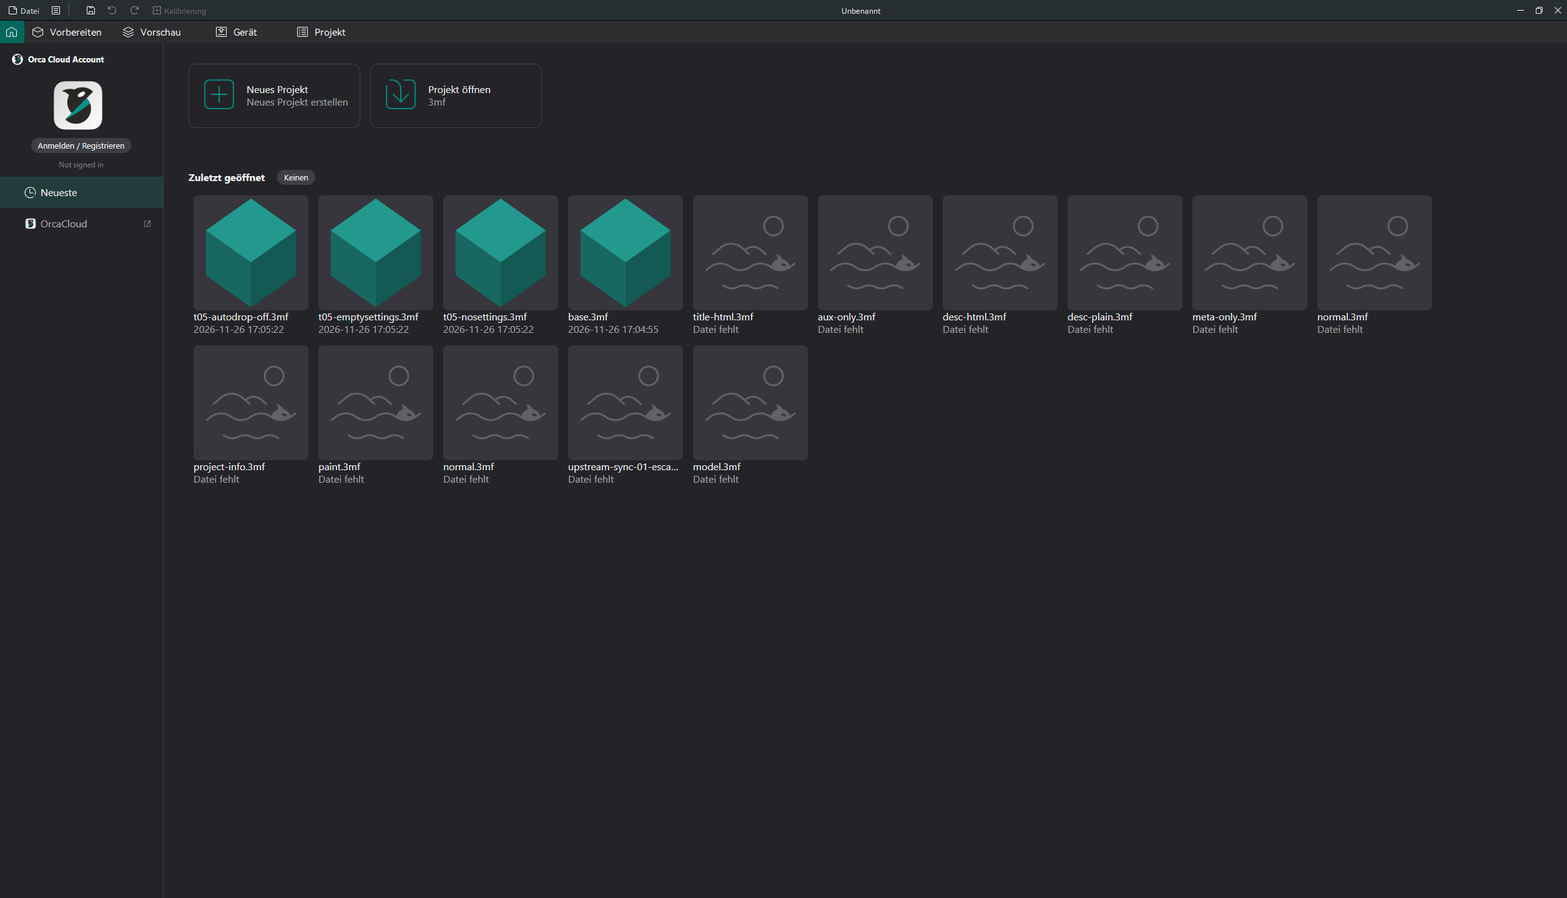 Datei
Kalibrierung
Unbenannt
Vorbereiten
Vorschau
Gerät
Projekt
Orca Cloud Account
Anmelden / Registrieren
Not signed in
Neueste
OrcaCloud
Neues Projekt
Neues Projekt erstellen
Projekt öffnen
3mf
Zuletzt geöffnet
Keinen
t05-autodrop-off.3mf
2026-11-26 17:05:22
t05-emptysettings.3mf
2026-11-26 17:05:22
t05-nosettings.3mf
2026-11-26 17:05:22
base.3mf
2026-11-26 17:04:55
title-html.3mf
Datei fehlt
aux-only.3mf
Datei fehlt
desc-html.3mf
Datei fehlt
desc-plain.3mf
Datei fehlt
meta-only.3mf
Datei fehlt
normal.3mf
Datei fehlt
project-info.3mf
Datei fehlt
paint.3mf
Datei fehlt
normal.3mf
Datei fehlt
upstream-sync-01-esca...
Datei fehlt
model.3mf
Datei fehlt